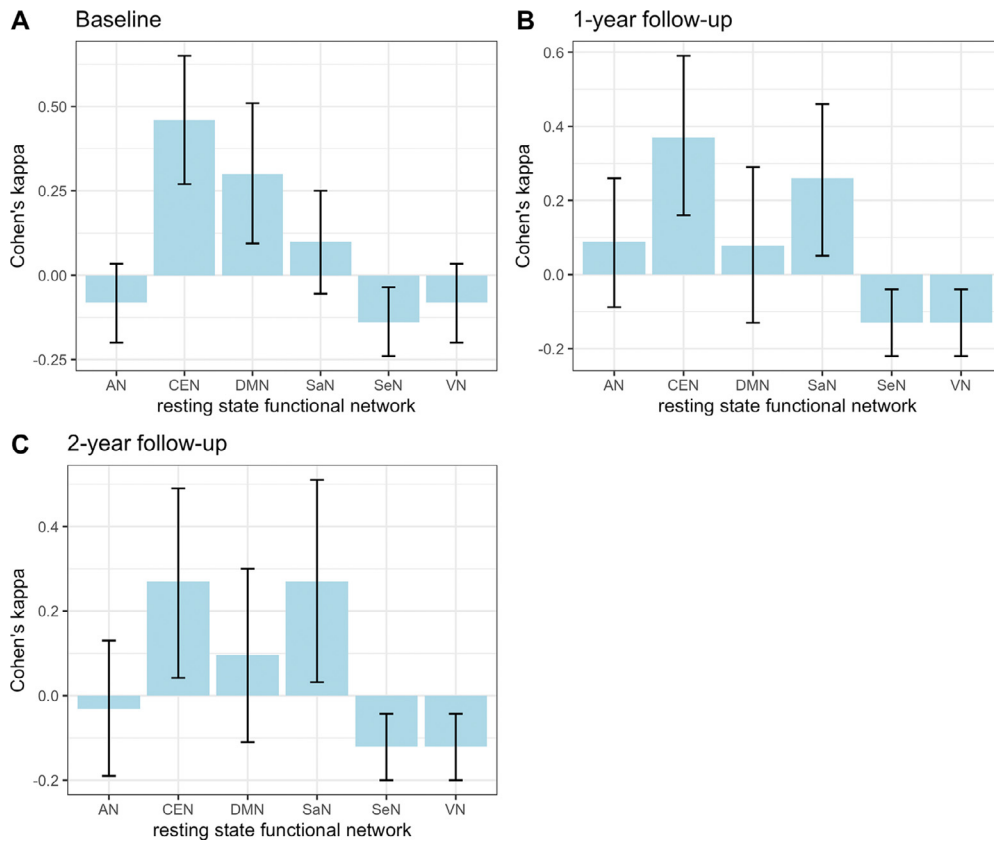 A Baseline
Cohen's kappa
0.50
0.25
0.00
-0.25
AN CEN DMN SaN SeN VN
resting state functional network
B 1-year follow-up
Cohen's kappa
0.6
0.4
0.2
0.0
-0.2
AN CEN DMN SaN SeN VN
resting state functional network
C 2-year follow-up
Cohen's kappa
0.4
0.2
0.0
-0.2
AN CEN DMN SaN SeN VN
resting state functional network